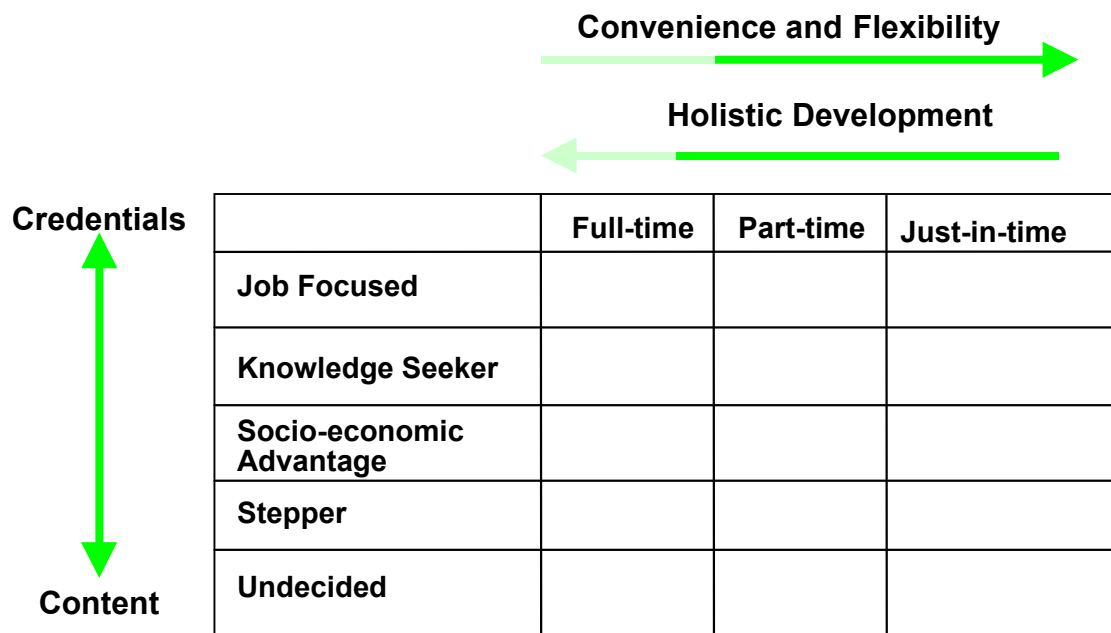 Convenience and Flexibility
Holistic Development
Credentials
Full-time
Part-time
Just-in-time
Job Focused
Knowledge Seeker
Socio-economic
Advantage
Stepper
Undecided
Content